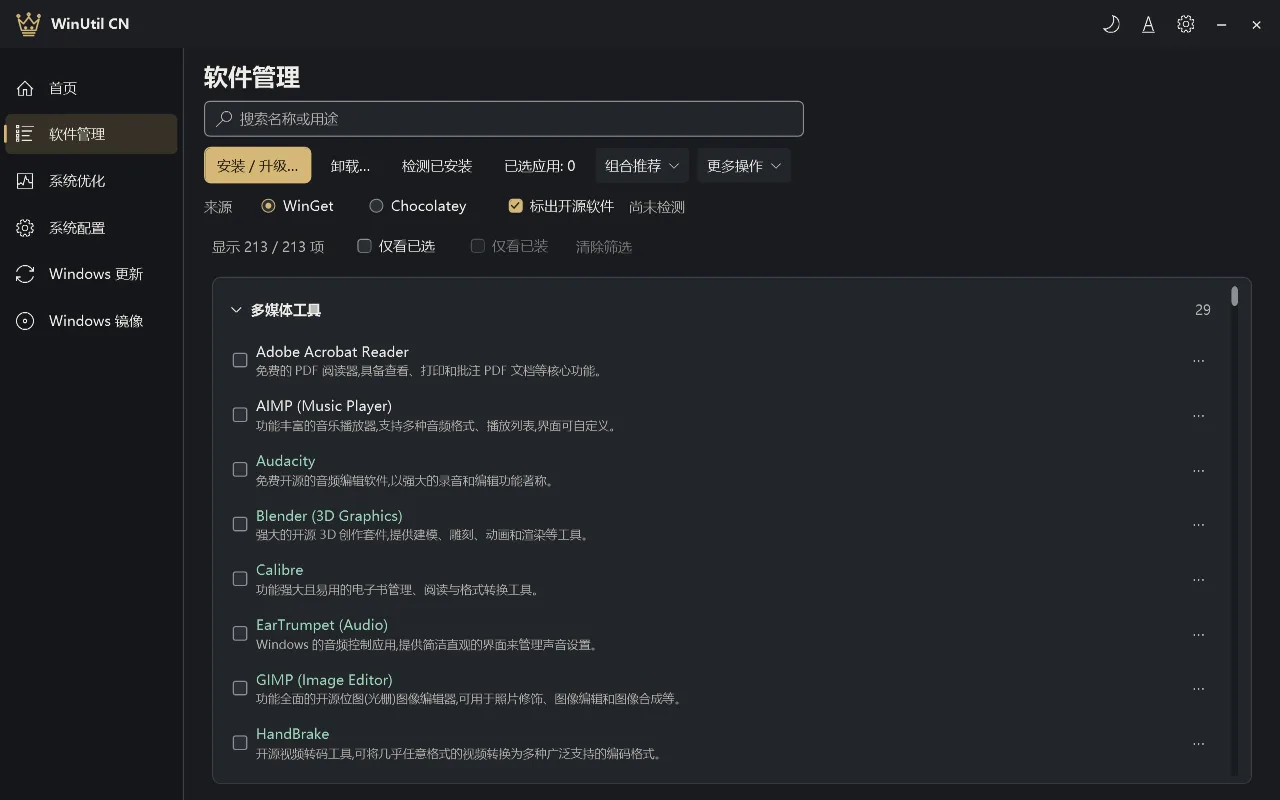 WinUtil CN
首页
软件管理
系统优化
系统配置
Windows 更新
Windows 镜像
软件管理
搜索名称或用途
安装 / 升级... 卸载... 检测已安装 已选应用: 0 组合推荐 更多操作
来源 WinGet Chocolatey 标出开源软件 尚未检测
显示 213 / 213 项 仅看已选 仅看已装 清除筛选
多媒体工具 29
Adobe Acrobat Reader
免费的 PDF 阅读器,具备查看、打印和批注 PDF 文档等核心功能。
AIMP (Music Player)
功能丰富的音乐播放器,支持多种音频格式、播放列表,界面可自定义。
Audacity
免费开源的音频编辑软件,以强大的录音和编辑功能著称。
Blender (3D Graphics)
强大的开源 3D 创作套件,提供建模、雕刻、动画和渲染等工具。
Calibre
功能强大且易用的电子书管理、阅读与格式转换工具。
EarTrumpet (Audio)
Windows 的音频控制应用,提供简洁直观的界面来管理声音设置。
GIMP (Image Editor)
功能全面的开源位图(光栅)图像编辑器,可用于照片修饰、图像编辑和图像合成等。
HandBrake
开源视频转码工具,可将几乎任意格式的视频转换为多种广泛支持的编码格式。